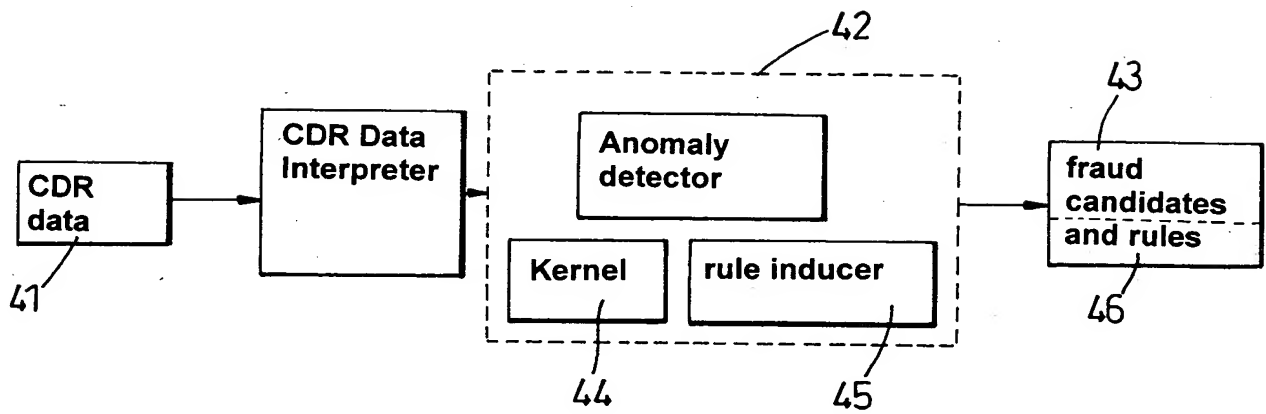 42
43
CDR
data
41
CDR Data
Interpreter
Anomaly
detector
Kernel
44
rule inducer
45
fraud
candidates
and rules
46